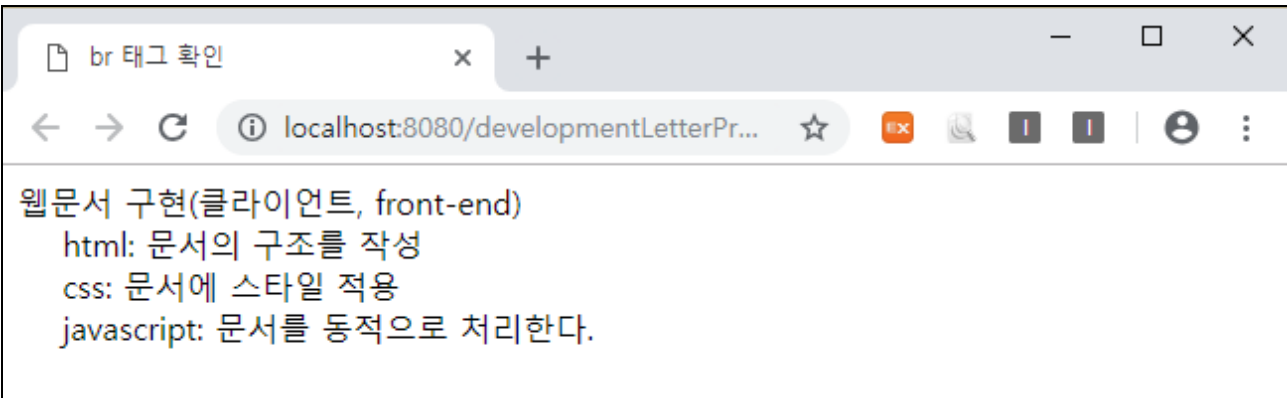 br 태그 확인
localhost:8080/developmentLetterPr...
EX
웹문서 구현(클라이언트, front-end)
html: 문서의 구조를 작성
css: 문서에 스타일 적용
javascript: 문서를 동적으로 처리한다.